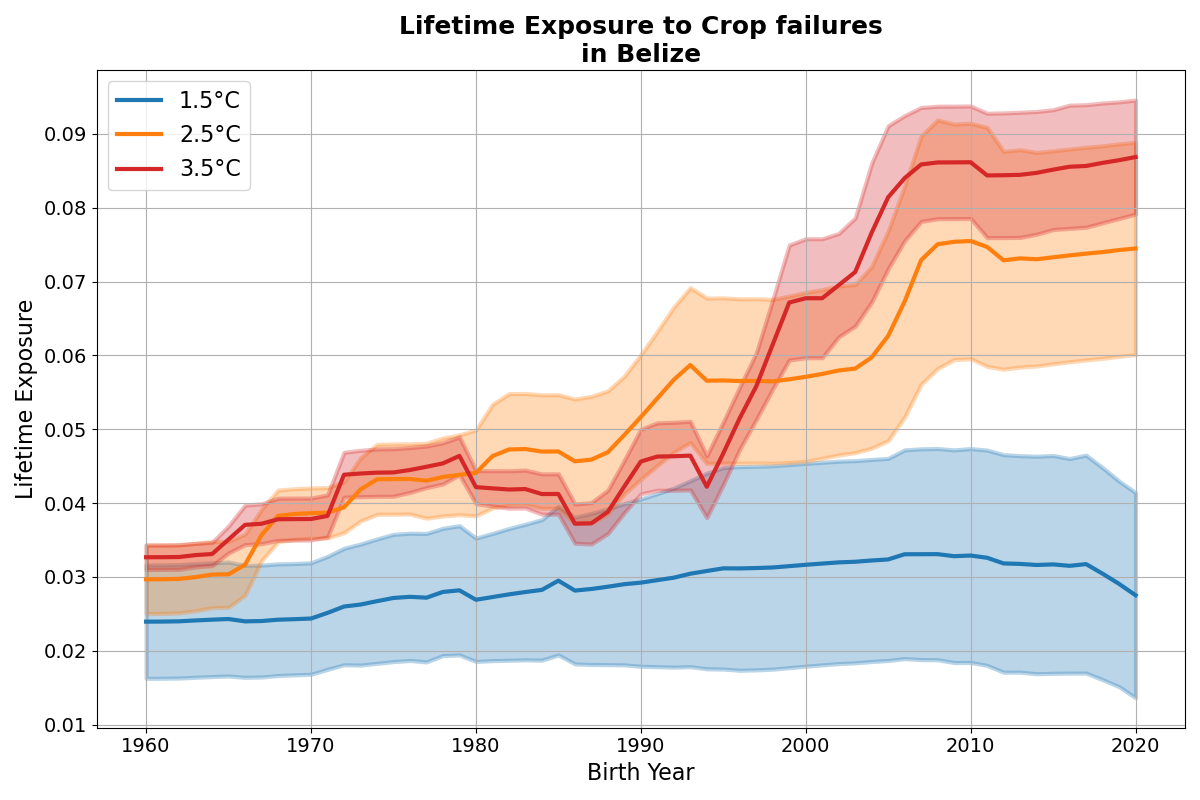 Lifetime Exposure to Crop failures
in Belize
1.5°C
2.5°C
3.5°C
Lifetime Exposure
0.09
0.08
0.07
0.06
0.05
0.04
0.03
0.02
0.01
1960 1970 1980 1990 2000 2010 2020
Birth Year